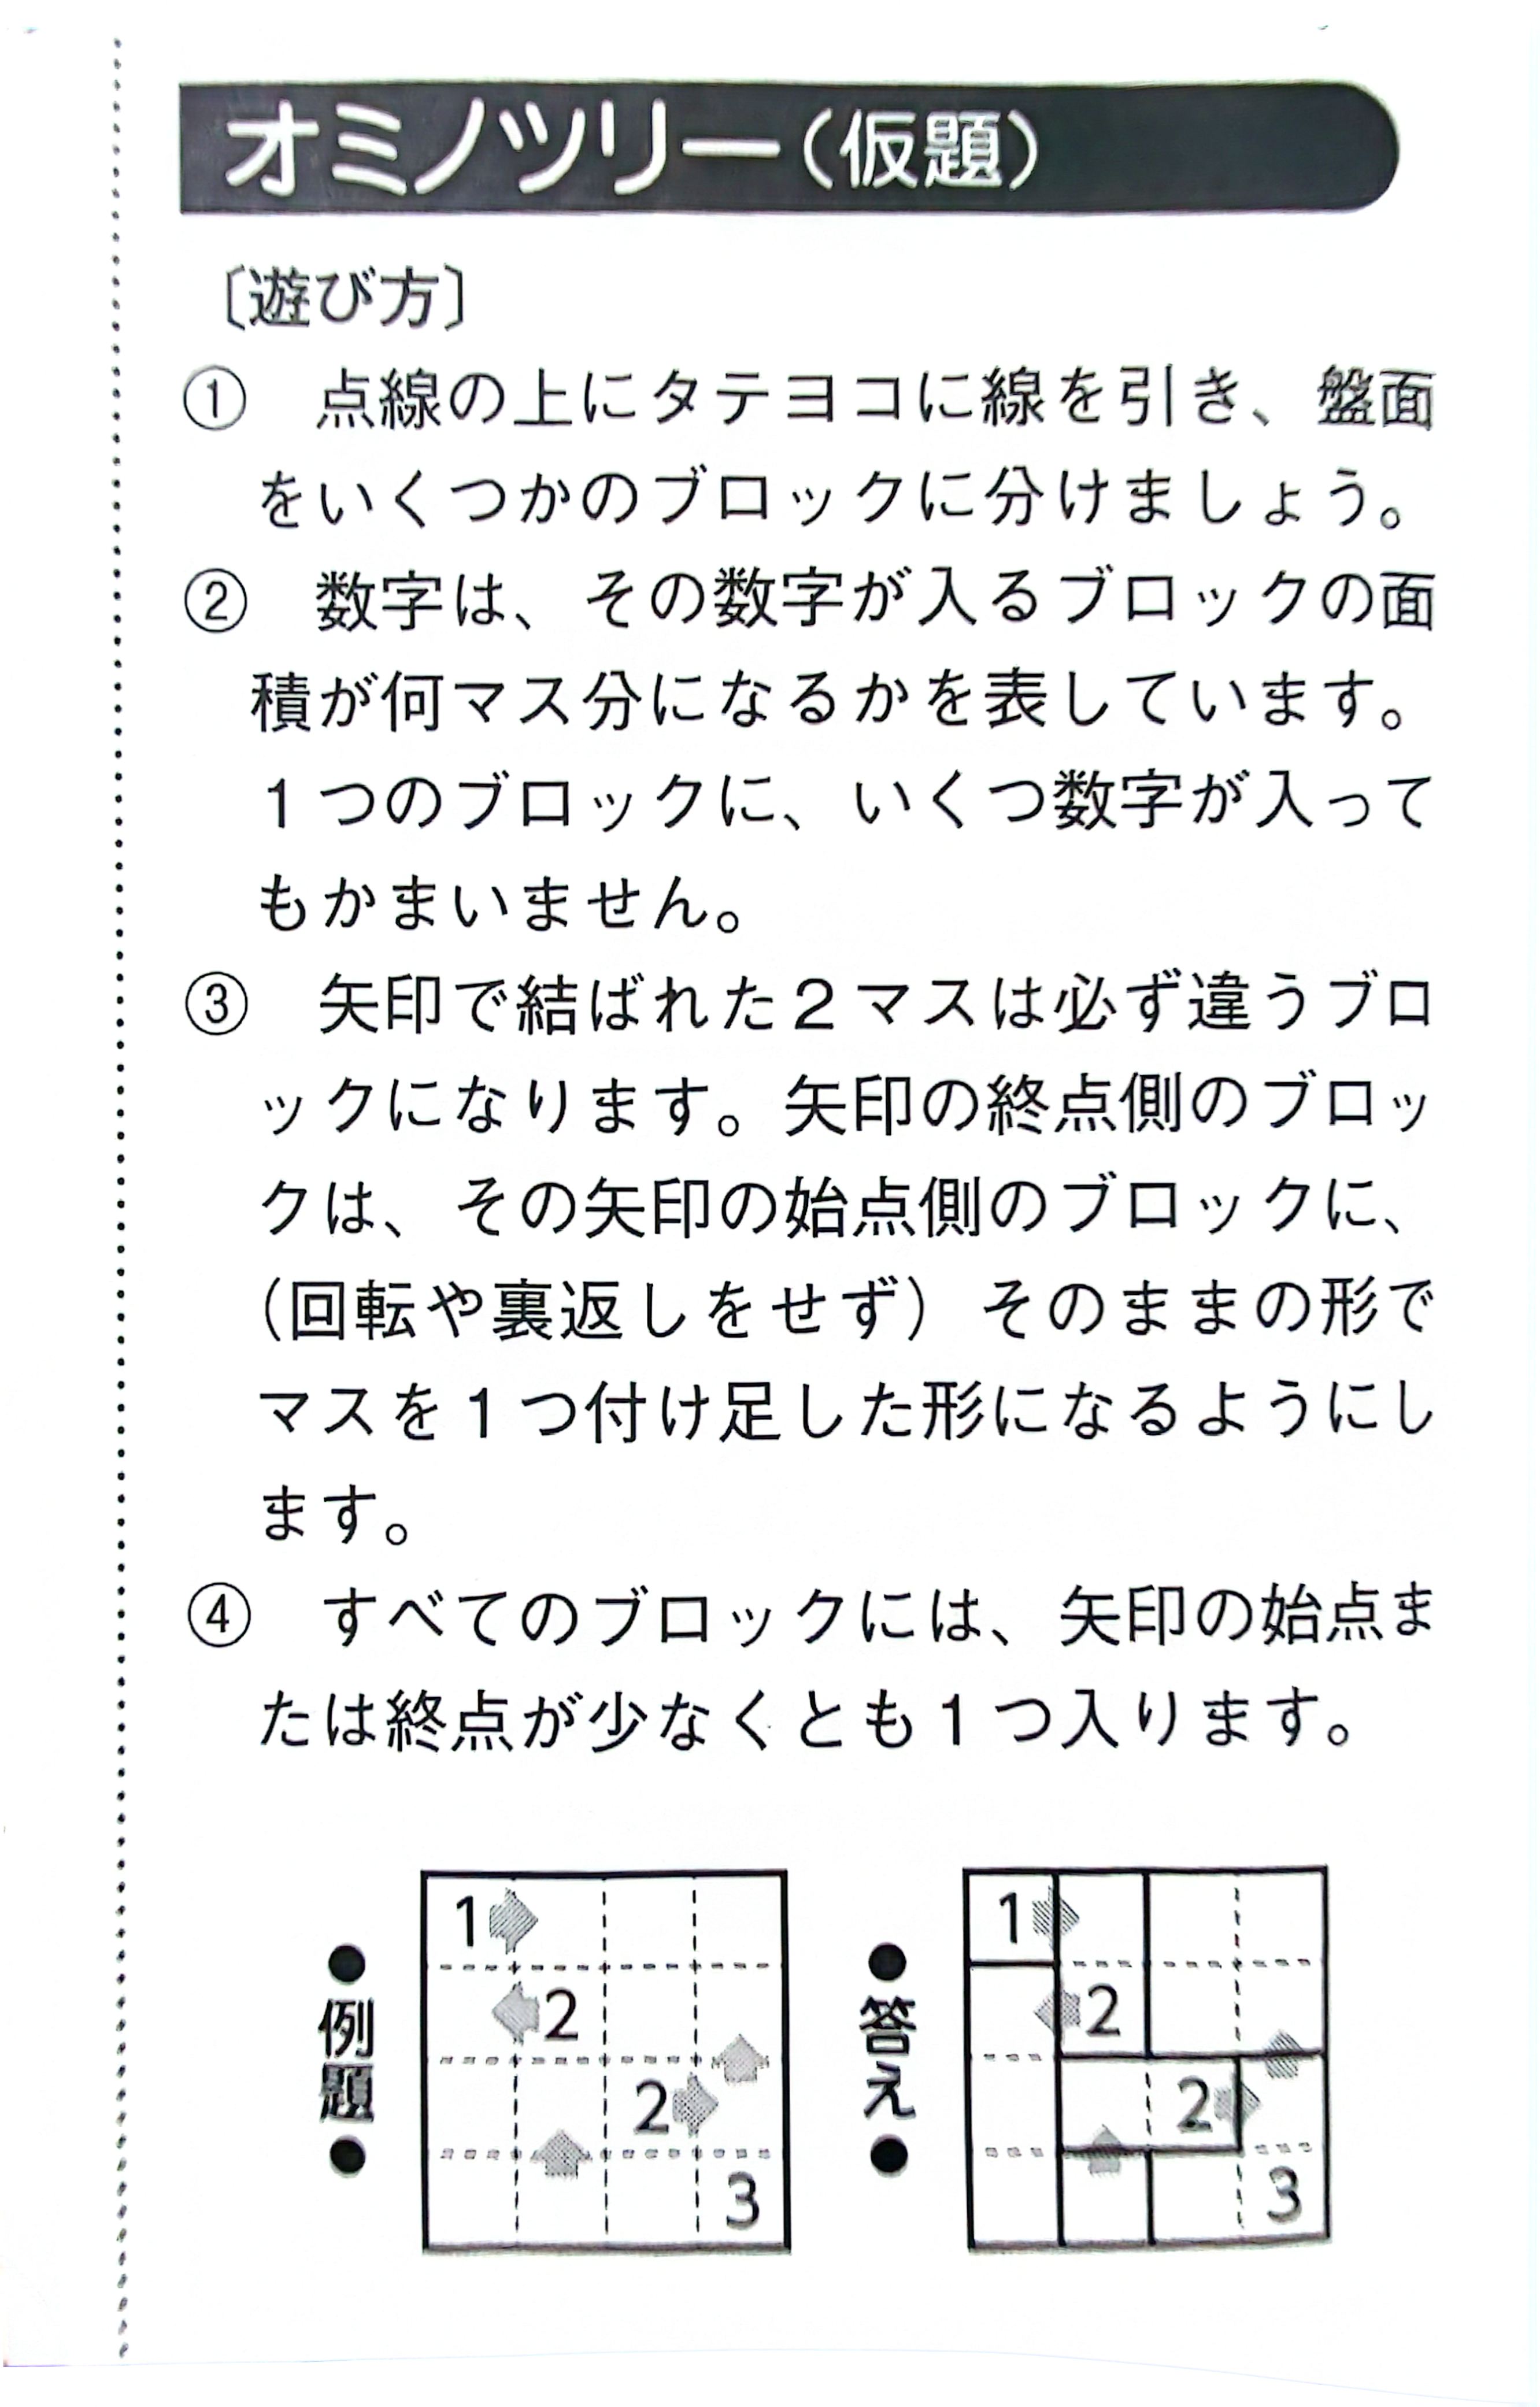 オミノツリー（仮題）
〔遊び方〕
①　点線の上にタテヨコに線を引き、盤面
をいくつかのブロックに分けましょう。
②　数字は、その数字が入るブロックの面
積が何マス分になるかを表しています。
１つのブロックに、いくつ数字が入って
もかまいません。
③　矢印で結ばれた２マスは必ず違うブロ
ックになります。矢印の終点側のブロッ
クは、その矢印の始点側のブロックに、
（回転や裏返しをせず）そのままの形で
マスを１つ付け足した形になるようにし
ます。
④　すべてのブロックには、矢印の始点ま
たは終点が少なくとも１つ入ります。
●例題●
1
2
2
3
●答え●
1
2
2
3